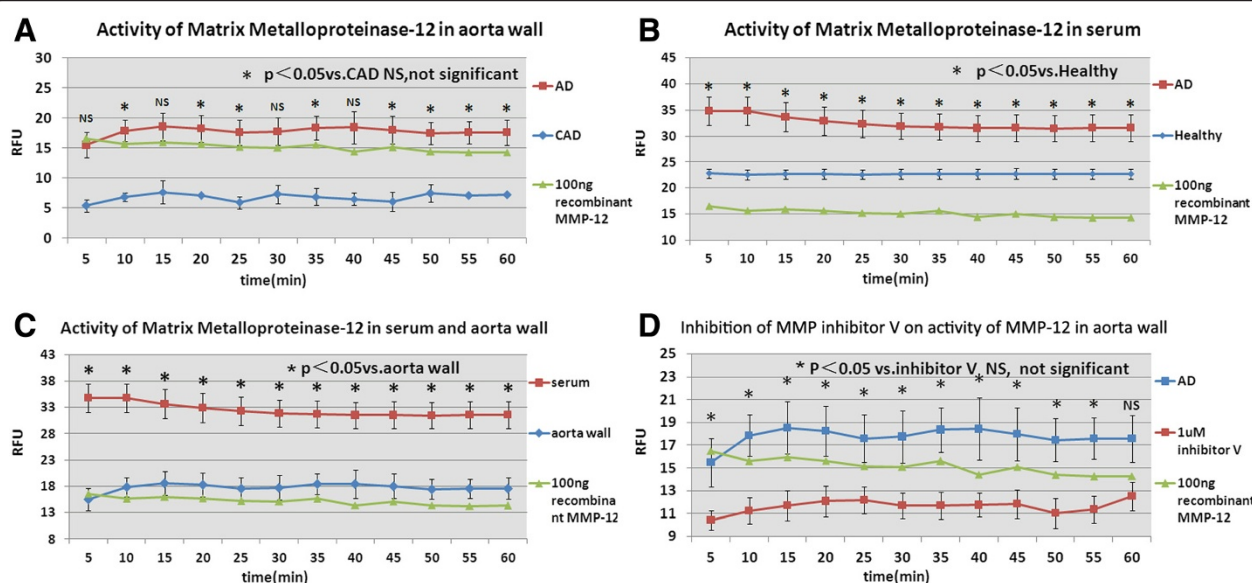 A
Activity of Matrix Metalloproteinase-12 in aorta wall
30
25
20
15
10
5
0
RFU
* p<0.05vs.CAD NS,not significant
NS * NS * * NS * NS * * * *
5 10 15 20 25 30 35 40 45 50 55 60
time(min)
AD
CAD
100ng
recombinant
MMP-12
B
Activity of Matrix Metalloproteinase-12 in serum
45
40
35
30
25
20
15
10
RFU
* p<0.05vs.Healthy
* * * * * * * * * * * *
5 10 15 20 25 30 35 40 45 50 55 60
time(min)
AD
Healthy
100ng
recombinant
MMP-12
C
Activity of Matrix Metalloproteinase-12 in serum and aorta wall
43
38
33
28
23
18
13
8
RFU
* p<0.05vs.aorta wall
* * * * * * * * * * * *
5 10 15 20 25 30 35 40 45 50 55 60
time(min)
serum
aorta wall
100ng
recombina
nt MMP-12
D
Inhibition of MMP inhibitor V on activity of MMP-12 in aorta wall
25
23
21
19
17
15
13
11
9
RFU
* P<0.05 vs.inhibitor V, NS, not significant
* * * * * * * * * * * NS
5 10 15 20 25 30 35 40 45 50 55 60
time(min)
AD
1uM
inhibitor V
100ng
recombinant
MMP-12